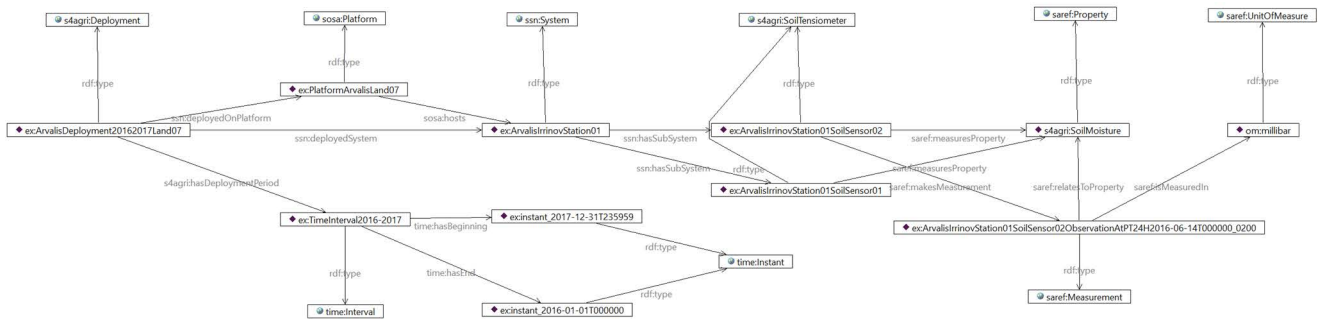 s4agri:Deployment
sosa:Platform
ssn:System
s4agri:SoilTensiometer
saref:Property
saref:UnitOfMeasure
rdf:type
rdf:type
rdf:type
rdf:type
rdf:type
rdf:type
ex:PlatformArvalisLand07
ssn:deployedOnPlatform
sosa:hosts
ex:ArvalisDeployment20162017Land07
ssn:deployedSystem
ex:ArvalisIrrinovStation01
ssn:hasSubSystem
ex:ArvalisIrrinovStation01SoilSensor02
saref:measuresProperty
s4agri:SoilMoisture
om:millibar
ssn:hasSubSystem
rdf:type
saref:measuresProperty
s4agri:hasDeploymentPeriod
ex:ArvalisIrrinovStation01SoilSensor01
saref:makesMeasurement
saref:relatesToProperty
saref:isMeasuredIn
ex:TimeInterval2016-2017
time:hasBeginning
ex:instant_2017-12-31T235959
ex:ArvalisIrrinovStation01SoilSensor02ObservationAtPT24H2016-06-14T000000_0200
rdf:type
time:Instant
rdf:type
time:hasEnd
rdf:type
rdf:type
saref:Measurement
time:Interval
ex:instant_2016-01-01T000000